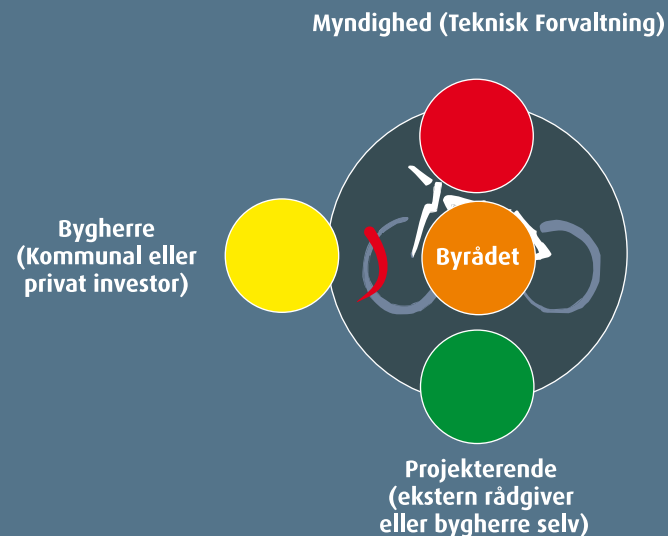 Myndighed (Teknisk Forvaltning)
Bygherre
(Kommunal eller
privat investor)
Byrådet
Projekterende
(ekstern rådgiver
eller bygherre selv)